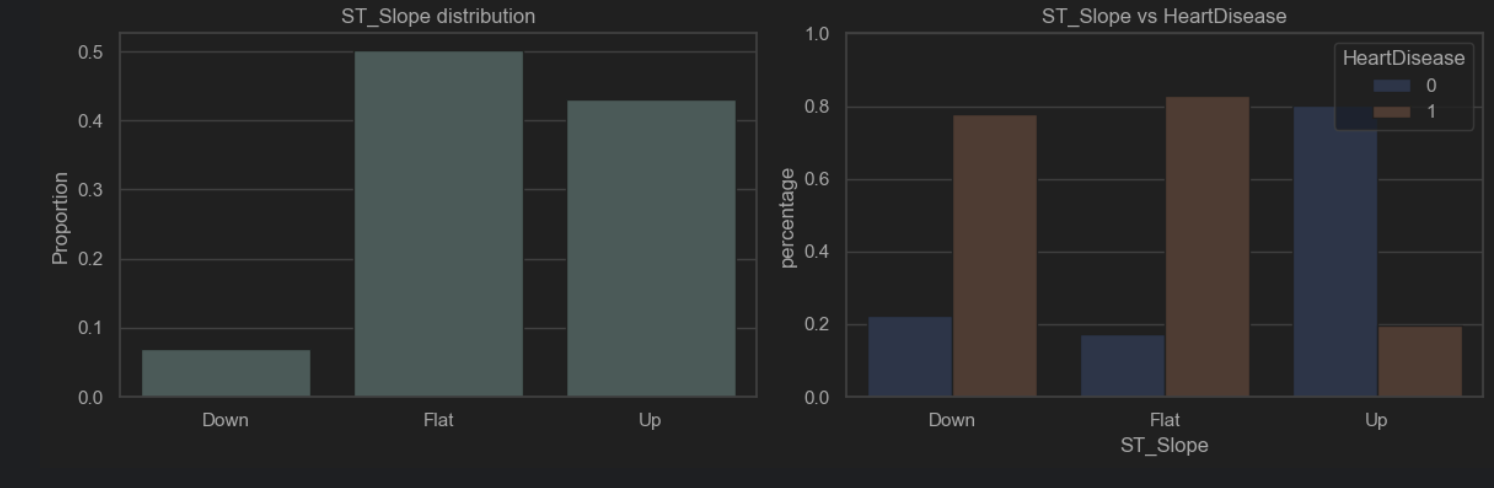 ST_Slope distribution
0.5
0.4
0.3
0.2
0.1
0.0
Proportion
Down Flat Up
ST_Slope vs HeartDisease
1.0
0.8
0.6
0.4
0.2
0.0
percentage
HeartDisease
0
1
Down Flat Up
ST_Slope